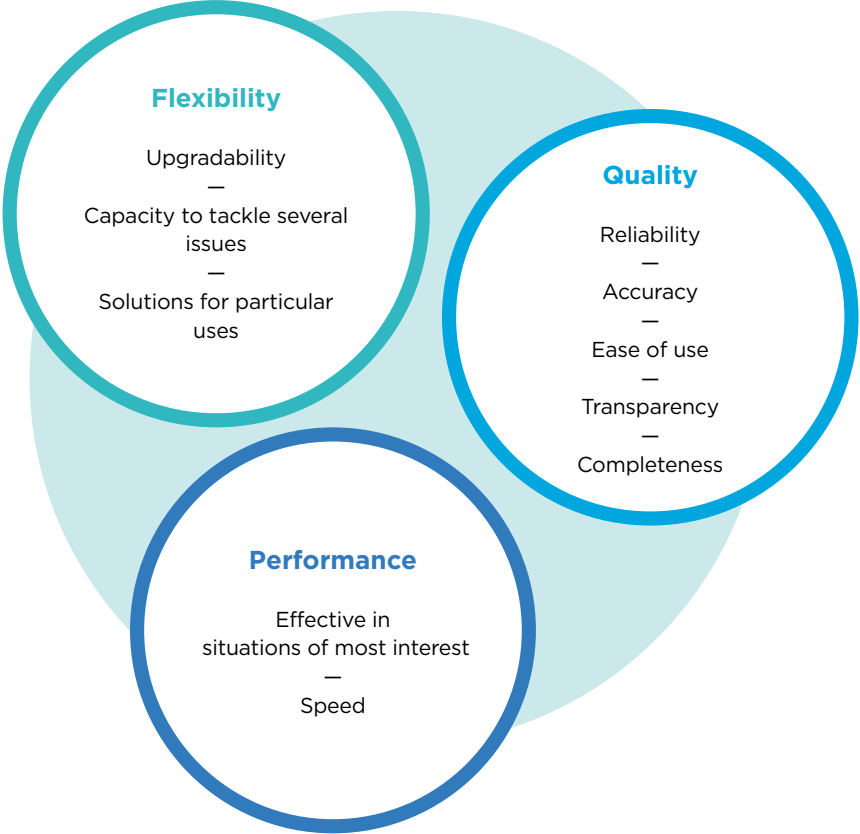 Flexibility
Upgradability
—
Capacity to tackle several
issues
—
Solutions for particular
uses
Quality
Reliability
—
Accuracy
—
Ease of use
—
Transparency
—
Completeness
Performance
Effective in
situations of most interest
—
Speed